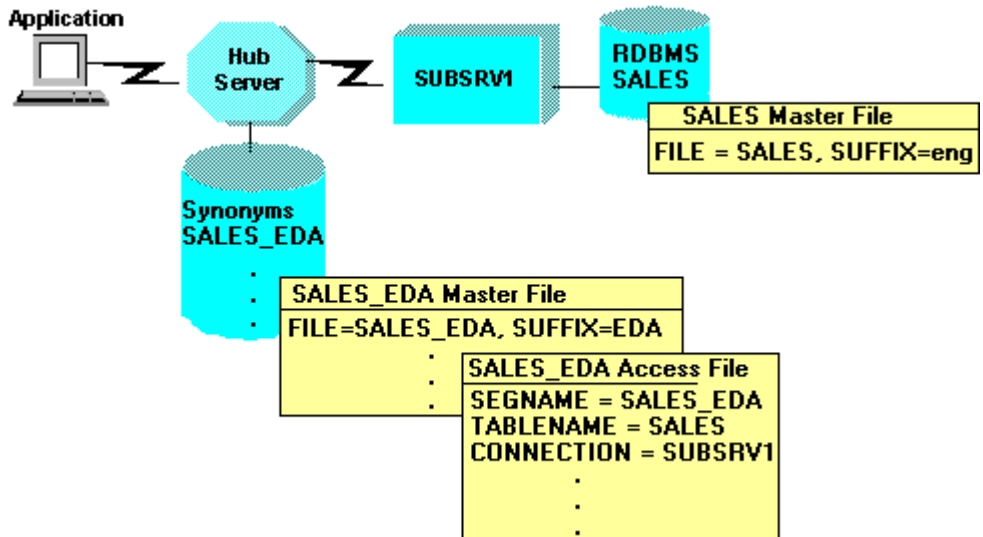 Application
Hub
Server
SUBSRV1
RDBMS
SALES
SALES Master File
FILE = SALES, SUFFIX=eng
Synonyms
SALES_EDA
.
.
.
SALES_EDA Master File
FILE=SALES_EDA, SUFFIX=EDA
.
.
.
SALES_EDA Access File
SEGNAME = SALES_EDA
TABLENAME = SALES
CONNECTION = SUBSRV1
.
.
.